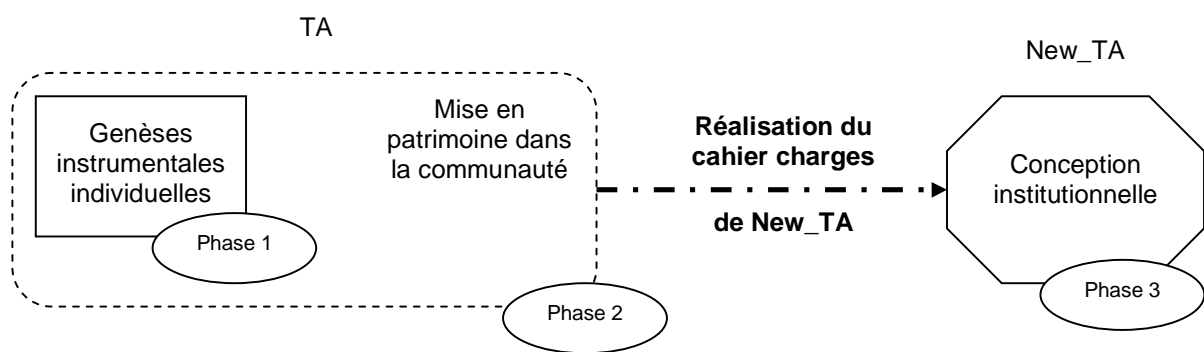 TA
Genèses
instrumentales
individuelles
Phase 1
Mise en
patrimoine dans
la communauté
Phase 2
Réalisation du
cahier charges
de New_TA
New_TA
Conception
institutionnelle
Phase 3